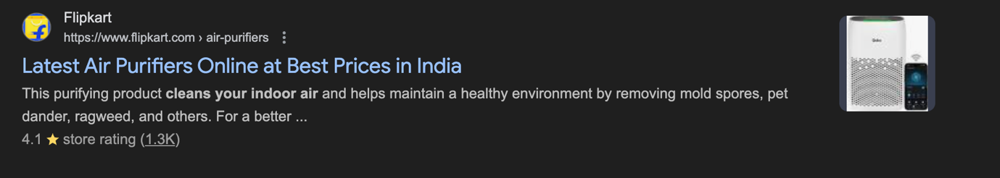 Flipkart
https://www.flipkart.com › air-purifiers
Latest Air Purifiers Online at Best Prices in India
This purifying product cleans your indoor air and helps maintain a healthy environment by removing mold spores, pet
dander, ragweed, and others. For a better ...
4.1 ★ store rating (1.3K)